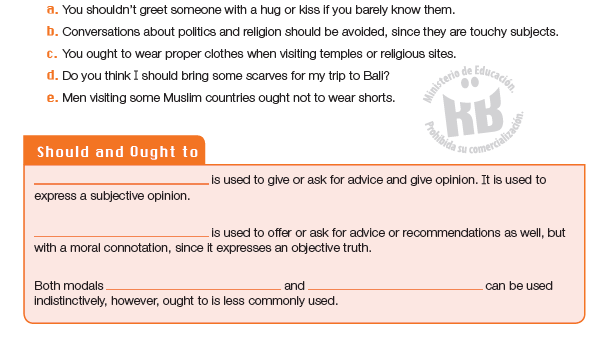 a. You shouldn't greet someone with a hug or kiss if you barely know them.
b. Conversations about politics and religion should be avoided, since they are touchy subjects.
c. You ought to wear proper clothes when visiting temples or religious sites.
d. Do you think I should bring some scarves for my trip to Bali?
e. Men visiting some Muslim countries ought not to wear shorts.
Ministerio de Educación.
KB
Prohibida su comercialización.
Should and Ought to
is used to give or ask for advice and give opinion. It is used to
express a subjective opinion.
is used to offer or ask for advice or recommendations as well, but
with a moral connotation, since it expresses an objective truth.
Both modals and can be used
indistinctively, however, ought to is less commonly used.